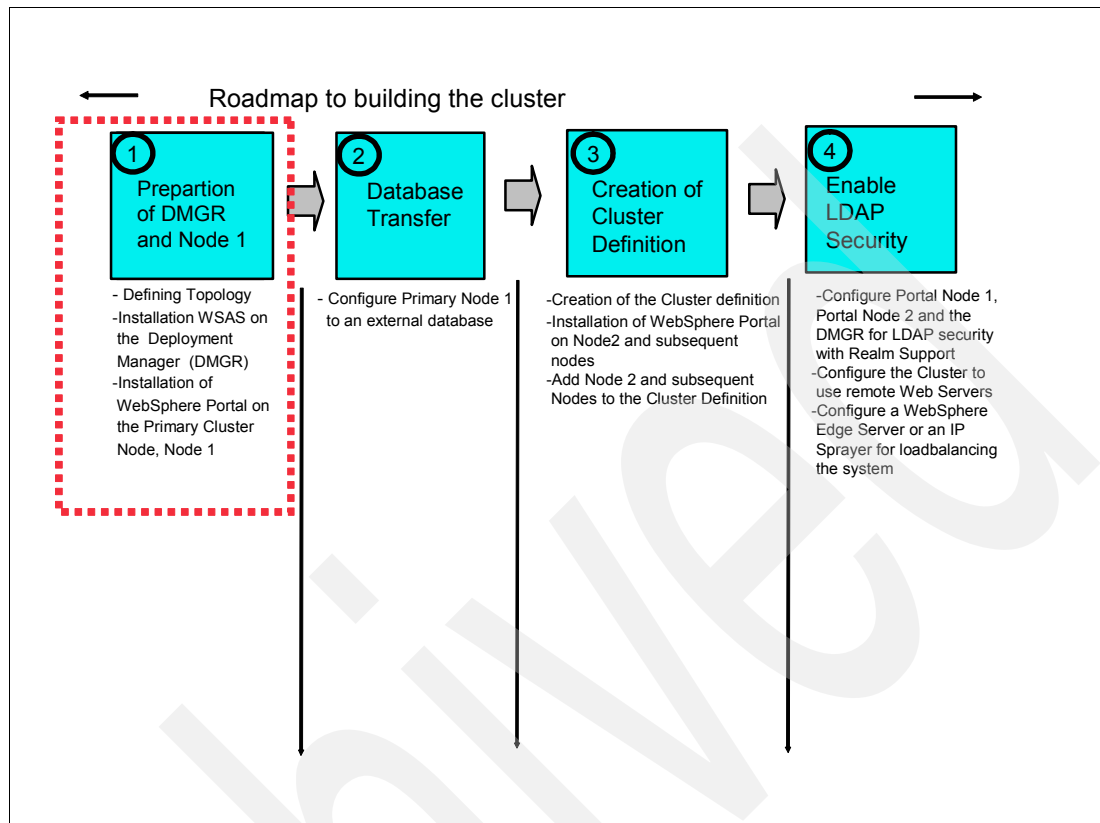 Roadmap to building the cluster
1
Prepartion
of DMGR
and Node 1
2
Database
Transfer
3
Creation of
Cluster
Definition
4
Enable
LDAP
Security
- Defining Topology
-Installation WSAS on
the Deployment
Manager (DMGR)
-Installation of
WebSphere Portal on
the Primary Cluster
Node, Node 1
- Configure Primary Node 1
to an external database
-Creation of the Cluster definition
-Installation of WebSphere Portal
on Node2 and subsequent
nodes
-Add Node 2 and subsequent
Nodes to the Cluster Definition
-Configure Portal Node 1,
Portal Node 2 and the
DMGR for LDAP security
with Realm Support
-Configure the Cluster to
use remote Web Servers
-Configure a WebSphere
Edge Server or an IP
Sprayer for loadbalancing
the system
hived